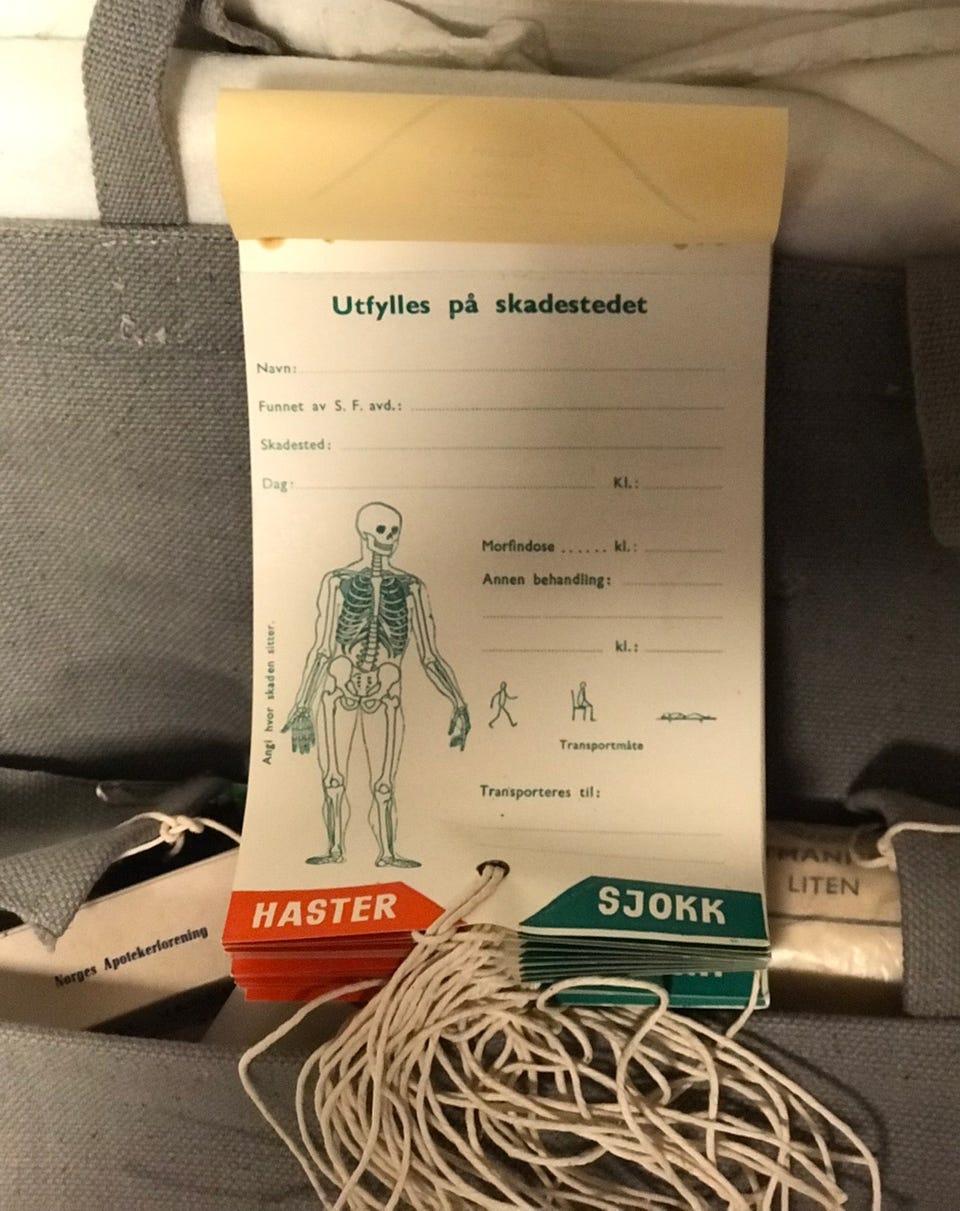 Utfylles på skadestedet
Navn:
Funnet av S. F. avd.:
Skadested:
Dag: Kl.:
Morfindose ...... kl.:
Annen behandling:
kl.:
Angi hvor skaden sitter.
Transportmåte
Transporteres til:
HASTER
SJOKK
LITEN
Norges Apotekerforening